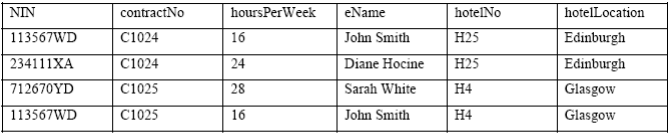 NIN contractNo hoursPerWeek eName hotelNo hotelLocation
113567WD C1024 16 John Smith H25 Edinburgh
234111XA C1024 24 Diane Hocine H25 Edinburgh
712670YD C1025 28 Sarah White H4 Glasgow
113567WD C1025 16 John Smith H4 Glasgow